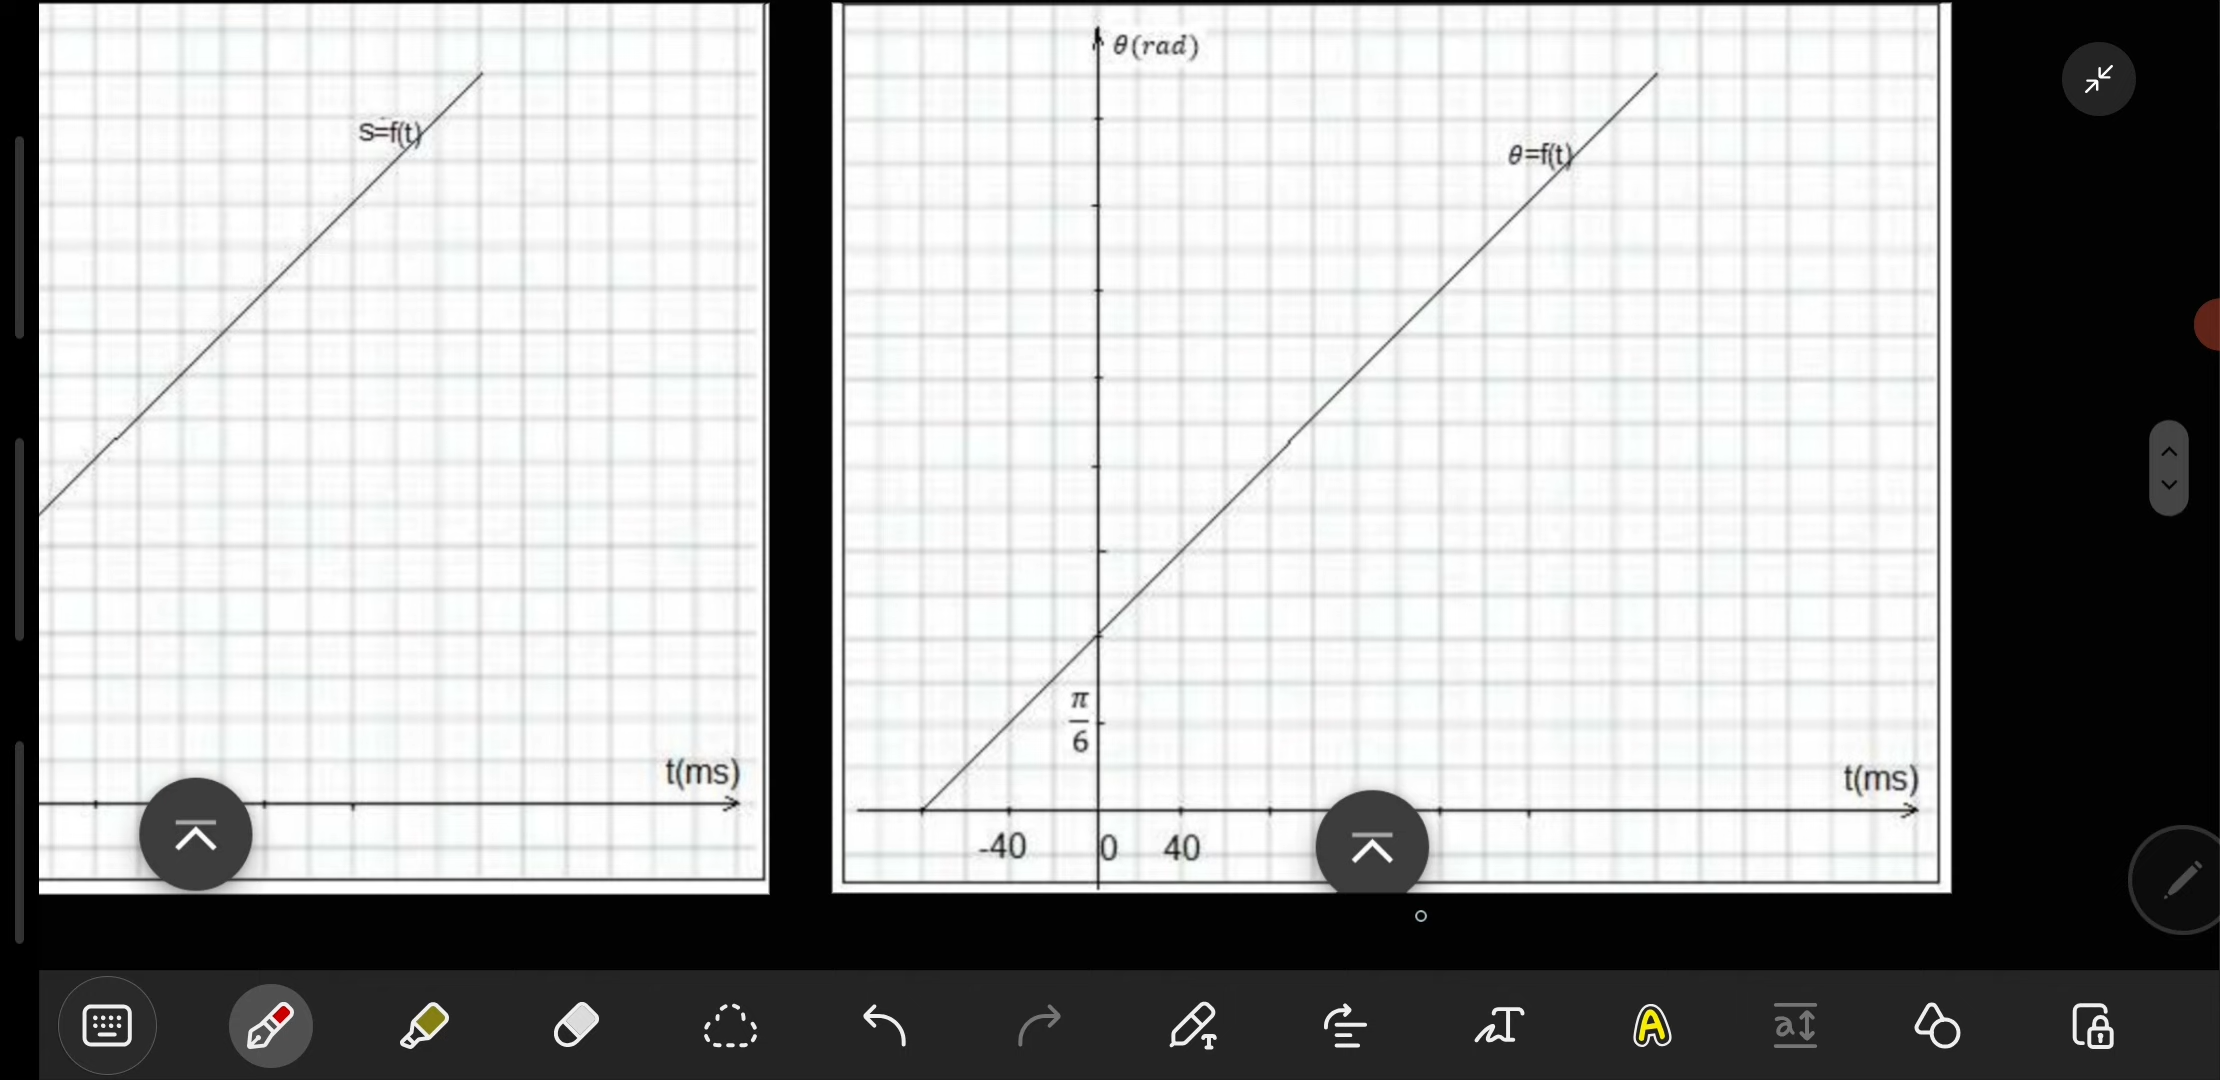 S=f(t)
t(ms)
θ(rad)
θ=f(t)
π
6
t(ms)
-40 0 40